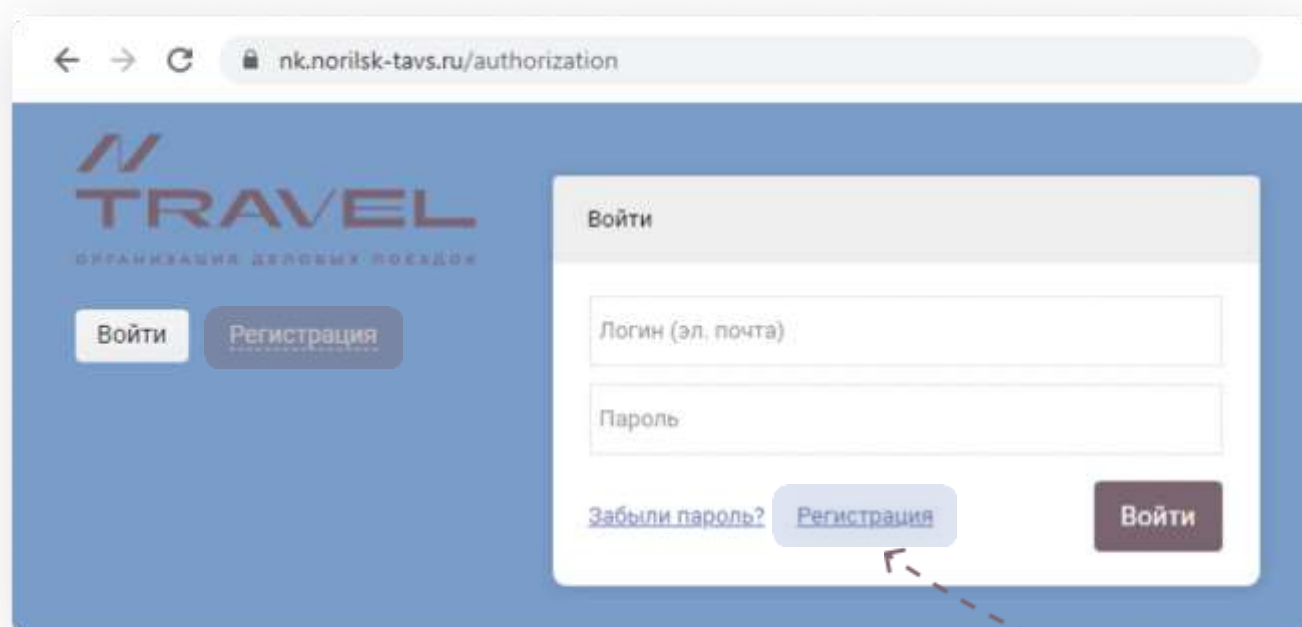 nk.norilsk-tavs.ru/authorization
TRAVEL
ОРГАНИЗАЦИЯ ДЕЛОВЫХ ПОЕЗДОК
Войти
Регистрация
Войти
Логин (эл. почта)
Пароль
Забыли пароль?
Регистрация
Войти